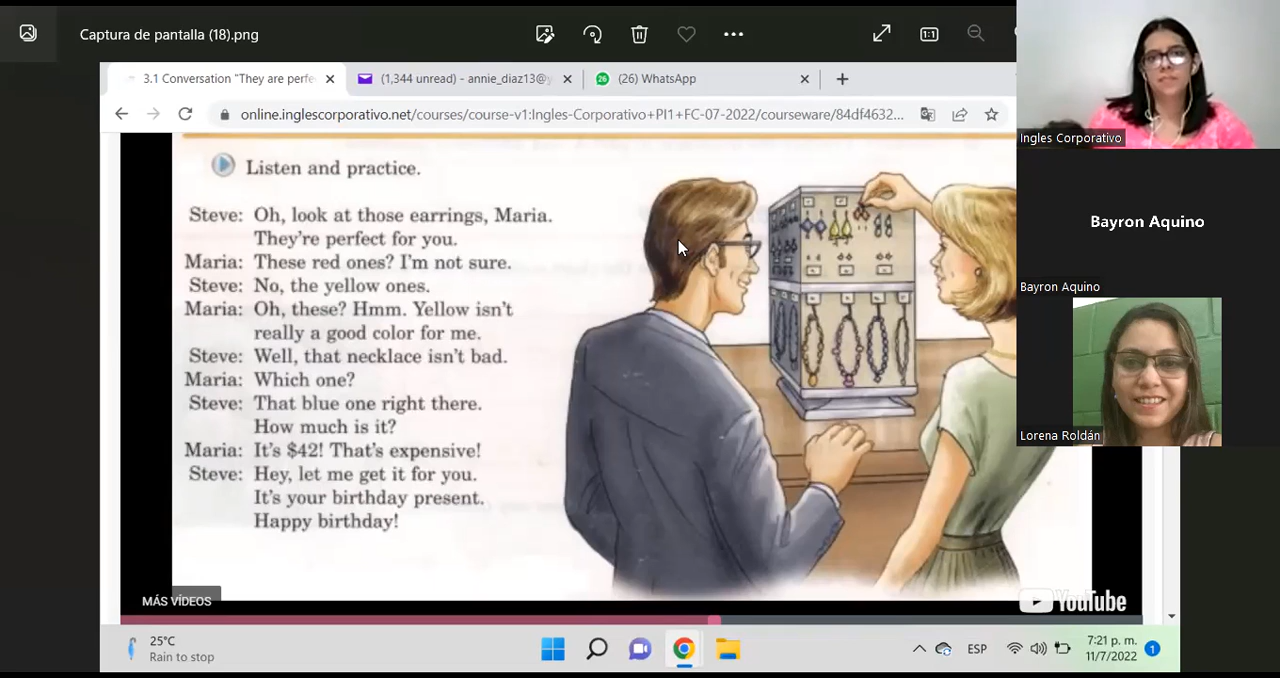 Captura de pantalla (18).png
1:1
3.1 Conversation "They are perfe
(1,344 unread) - annie_diaz13@y
26
(26) WhatsApp
online.inglescorporativo.net/courses/course-v1:Ingles-Corporativo+PI1+FC-07-2022/courseware/84df4632...
Listen and practice.
Steve: Oh, look at those earrings, Maria.
They're perfect for you.
Maria: These red ones? I'm not sure.
Steve: No, the yellow ones.
Maria: Oh, these? Hmm. Yellow isn't
really a good color for me.
Steve: Well, that necklace isn't bad.
Maria: Which one?
Steve: That blue one right there.
How much is it?
Maria: It's $42! That's expensive!
Steve: Hey, let me get it for you.
It's your birthday present.
Happy birthday!
MÁS VÍDEOS
YouTube
25°C
Rain to stop
ESP
7:21 p. m.
11/7/2022
1
Ingles Corporativo
Bayron Aquino
Bayron Aquino
Lorena Roldán